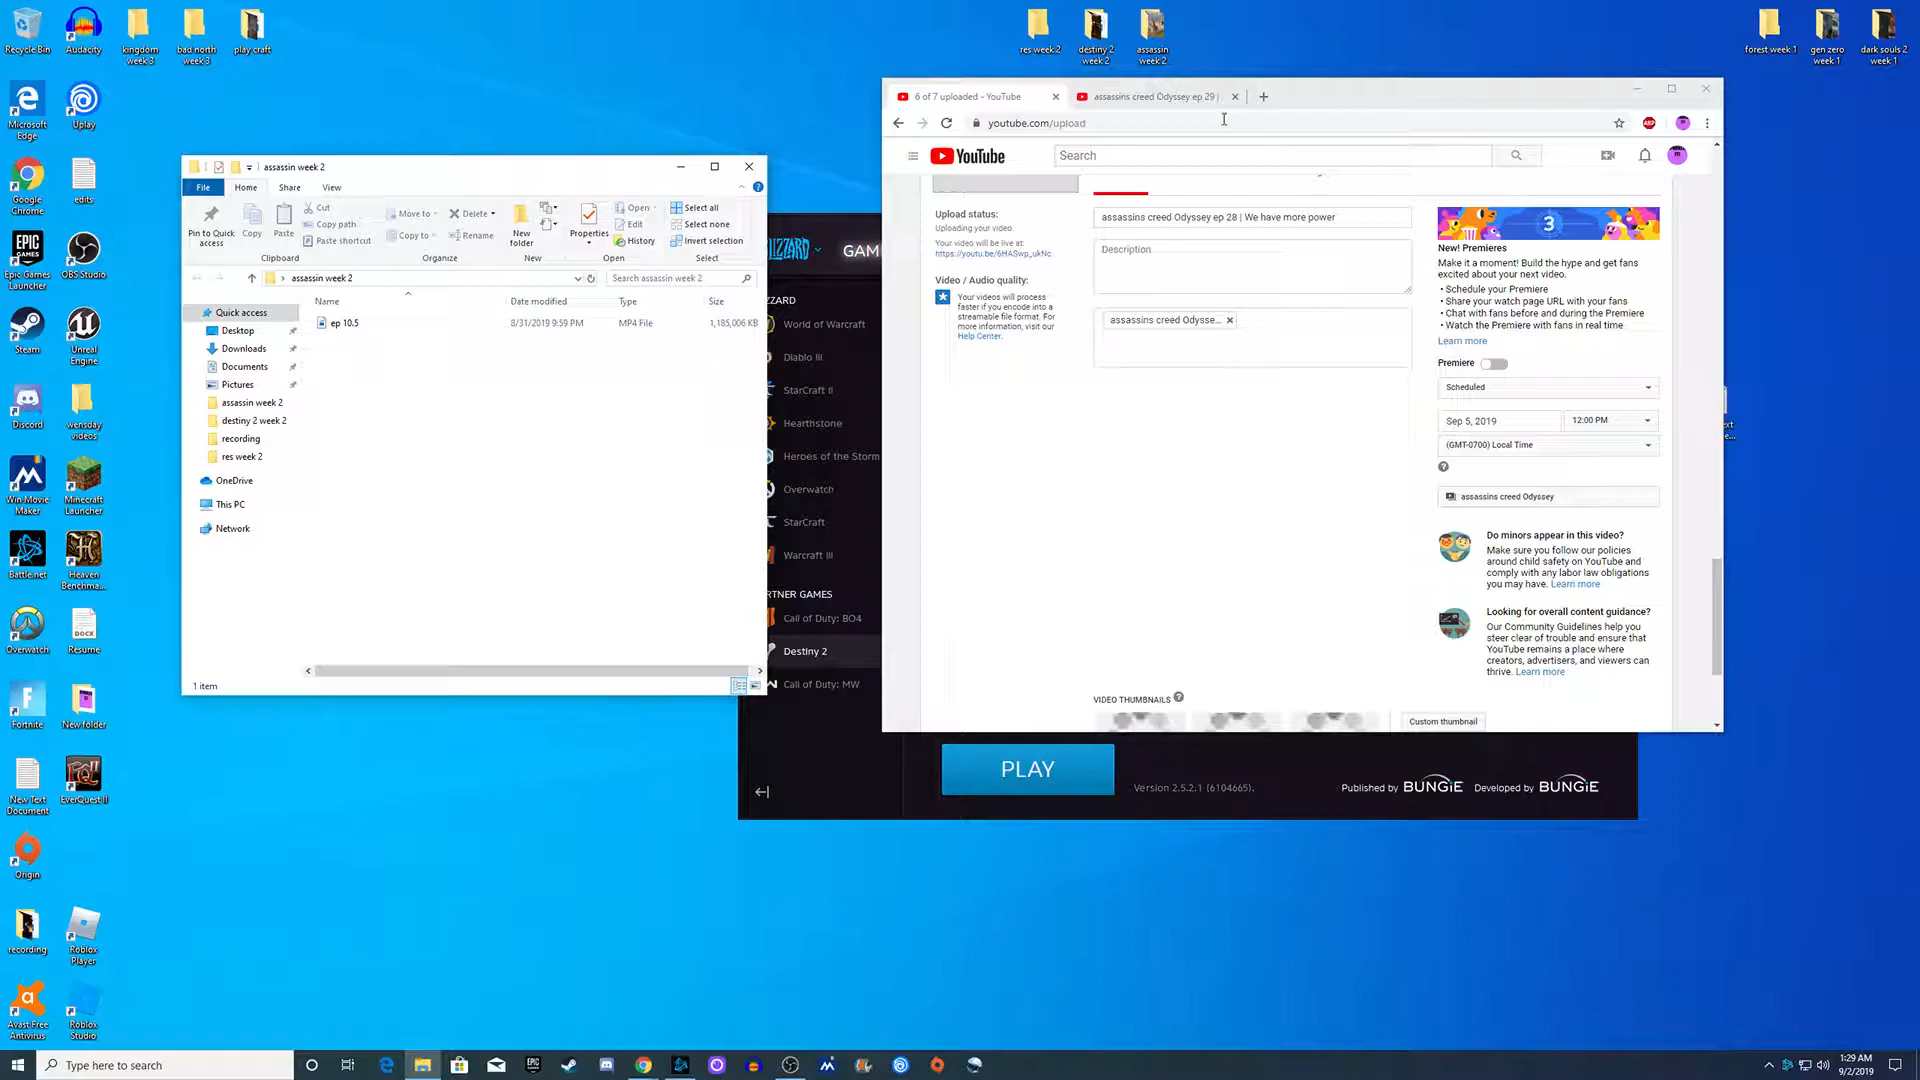 Recycle Bin
Audacity
kingdom week 3
bad north week 3
play craft
res week 2
destiny 2 week 2
assassin week 2
forest week 1
gen zero week 1
dark souls 2 week 1
Microsoft Edge
Uplay
Google Chrome
edits
Epic Games Launcher
OBS Studio
Steam
Unreal Engine
Discord
wensday videos
Win Movie Maker
Minecraft Launcher
Battle.net
Heaven Benchma...
Overwatch
Resume
Fortnite
New folder
New Text Document
EverQuest II
Origin
recording
Roblox Player
Avast Free Antivirus
Roblox Studio
assassin week 2
File Home Share View
Pin to Quick access
Copy
Paste
Cut
Copy path
Paste shortcut
Clipboard
Move to
Copy to
Delete
Rename
Organize
New folder
New
Properties
Open
Edit
History
Open
Select all
Select none
Invert selection
Select
assassin week 2
Search assassin week 2
Name Date modified Type Size
ep 10.5 8/31/2019 9:59 PM MP4 File 1,185,006 KB
Quick access
Desktop
Downloads
Documents
Pictures
assassin week 2
destiny 2 week 2
recording
res week 2
OneDrive
This PC
Network
1 item
GAM
ZZARD
World of Warcraft
Diablo III
StarCraft II
Hearthstone
Heroes of the Storm
Overwatch
StarCraft
Warcraft III
RTNER GAMES
Call of Duty: BO4
Destiny 2
Call of Duty: MW
PLAY
Version 2.5.2.1 (6104665).
Published by BUNGiE Developed by BUNGiE
6 of 7 uploaded - YouTube
assassins creed Odyssey ep 29 |
youtube.com/upload
YouTube
Search
Upload status:
Uploading your video.
Your video will be live at:
https://youtu.be/6HASwp_ukNc
Video / Audio quality:
Your videos will process
faster if you encode into a
streamable file format. For
more information, visit our
Help Center.
assassins creed Odyssey ep 28 | We have more power
Description
assassins creed Odysse...
VIDEO THUMBNAILS
Custom thumbnail
3
New! Premieres
Make it a moment! Build the hype and get fans
excited about your next video.
• Schedule your Premiere
• Share your watch page URL with your fans
• Chat with fans before and during the Premiere
• Watch the Premiere with fans in real time
Learn more
Premiere
Scheduled
Sep 5, 2019
12:00 PM
(GMT-0700) Local Time
assassins creed Odyssey
Do minors appear in this video?
Make sure you follow our policies
around child safety on YouTube and
comply with any labor law obligations
you may have. Learn more
Looking for overall content guidance?
Our Community Guidelines help you
steer clear of trouble and ensure that
YouTube remains a place where
creators, advertisers, and viewers can
thrive. Learn more
Type here to search
1:29 AM
9/2/2019